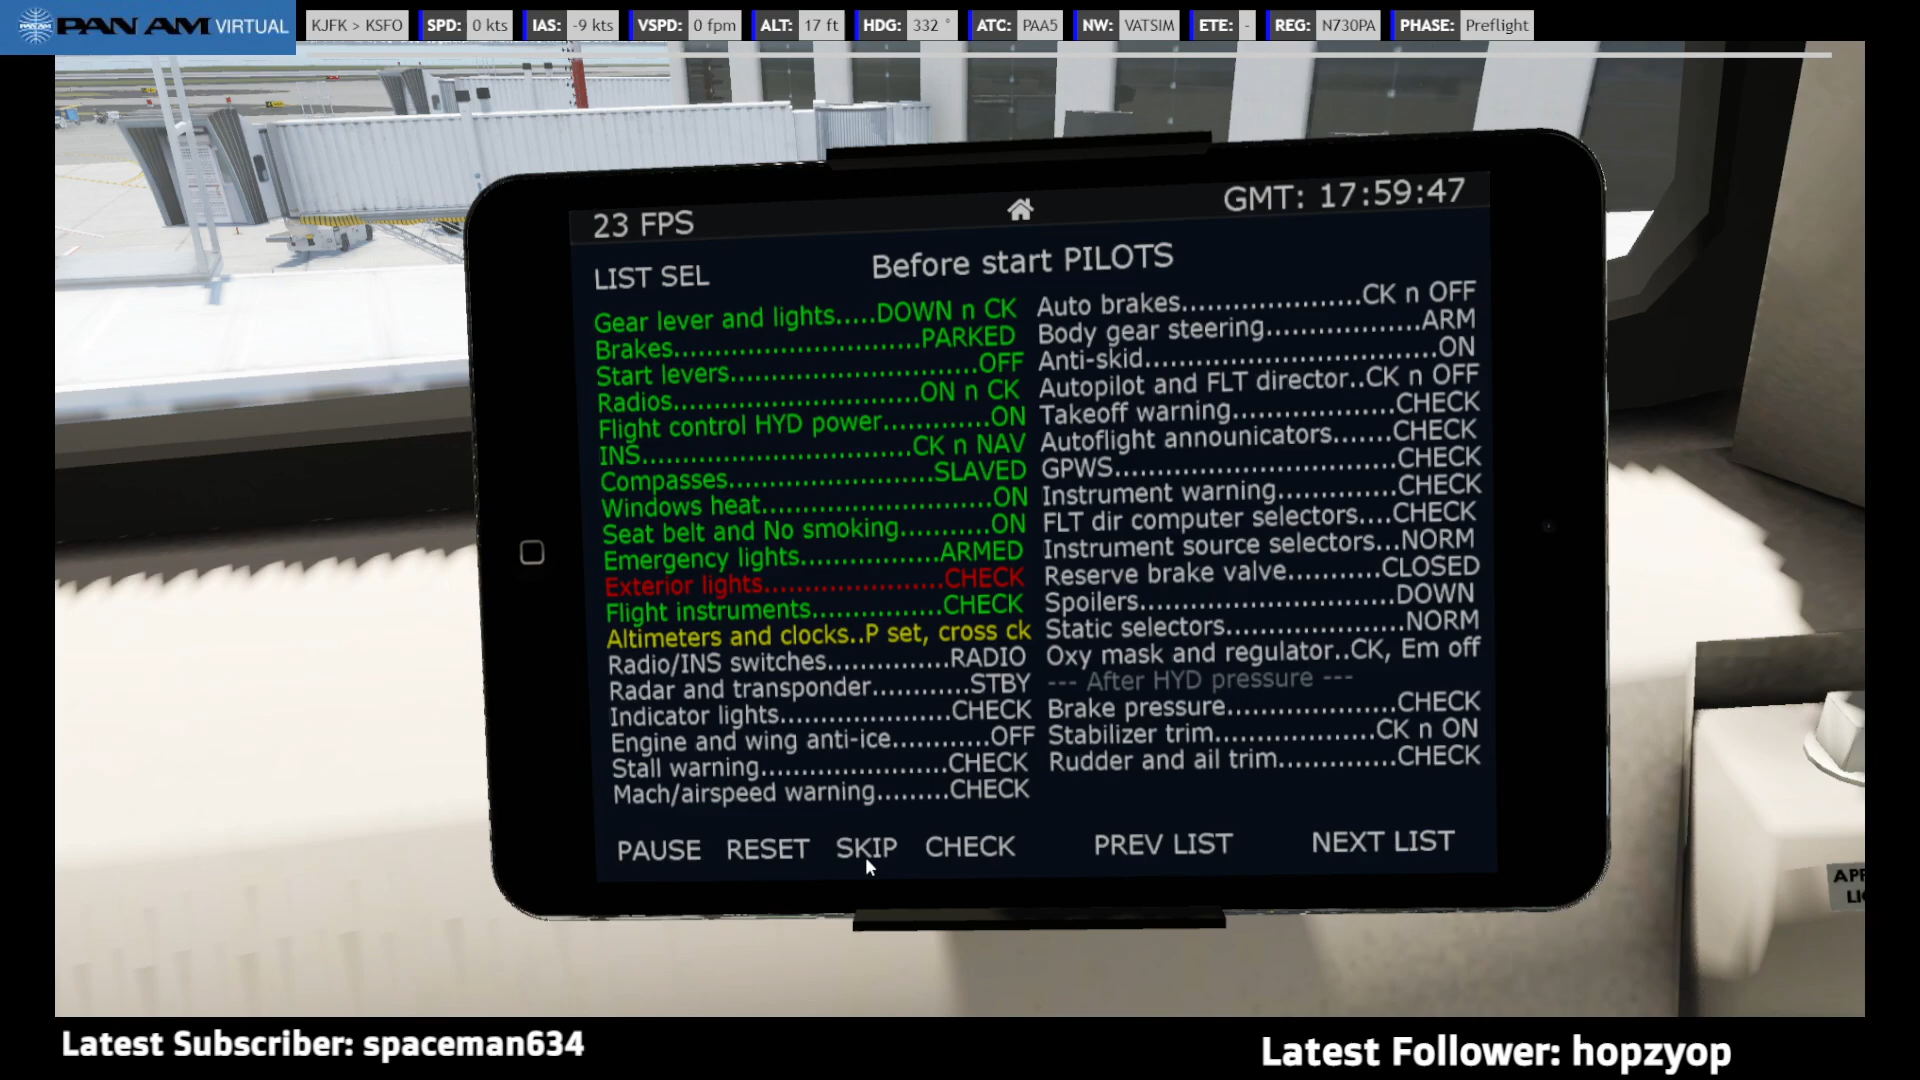 PAN AM VIRTUAL KJFK > KSFO SPD: 0 kts IAS: -9 kts VSPD: 0 fpm ALT: 17 ft HDG: 332 ° ATC: PAA5 NW: VATSIM ETE: - REG: N730PA PHASE: Preflight
23 FPS GMT: 17:59:47
LIST SEL Before start PILOTS
Gear lever and lights.....DOWN n CK
Brakes............................PARKED
Start levers............................OFF
Radios............................ON n CK
Flight control HYD power.............ON
INS..............................CK n NAV
Compasses.......................SLAVED
Windows heat..........................ON
Seat belt and No smoking...........ON
Emergency lights...............ARMED
Exterior lights....................CHECK
Flight instruments..............CHECK
Altimeters and clocks..P set, cross ck
Radio/INS switches..............RADIO
Radar and transponder...........STBY
Indicator lights....................CHECK
Engine and wing anti-ice............OFF
Stall warning......................CHECK
Mach/airspeed warning.........CHECK
Auto brakes.....................CK n OFF
Body gear steering..................ARM
Anti-skid..................................ON
Autopilot and FLT director..CK n OFF
Takeoff warning...................CHECK
Autoflight announicators.......CHECK
GPWS.................................CHECK
Instrument warning..............CHECK
FLT dir computer selectors....CHECK
Instrument source selectors...NORM
Reserve brake valve...........CLOSED
Spoilers..............................DOWN
Static selectors.....................NORM
Oxy mask and regulator..CK, Em off
--- After HYD pressure ---
Brake pressure.....................CHECK
Stabilizer trim...................CK n ON
Rudder and ail trim..............CHECK
PAUSE RESET SKIP CHECK PREV LIST NEXT LIST
Latest Subscriber: spaceman634
Latest Follower: hopzyop